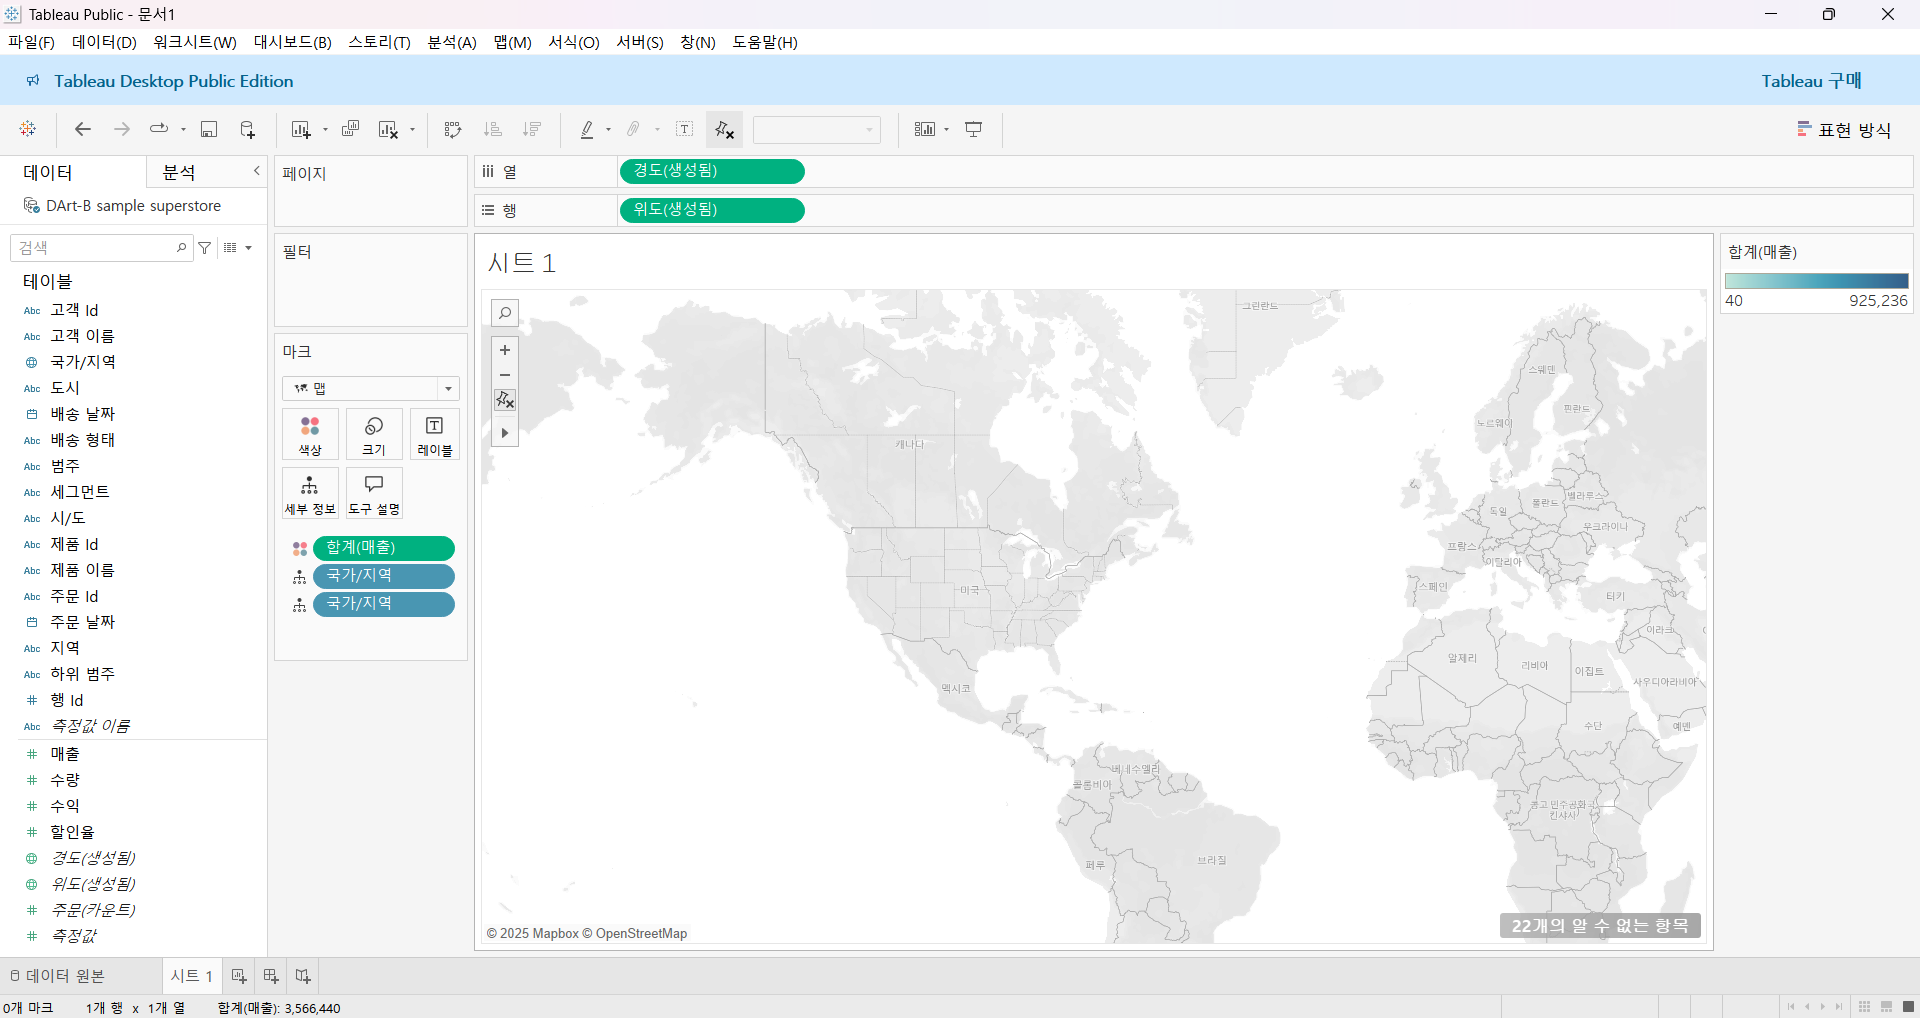 Tableau Public - 문서1
파일(F) 데이터(D) 워크시트(W) 대시보드(B) 스토리(T) 분석(A) 맵(M) 서식(O) 서버(S) 창(N) 도움말(H)
Tableau Desktop Public Edition
Tableau 구매
표현 방식
데이터
분석
DArt-B sample superstore
검색
테이블
Abc 고객 Id
Abc 고객 이름
국가/지역
Abc 도시
배송 날짜
Abc 배송 형태
Abc 범주
Abc 세그먼트
Abc 시/도
Abc 제품 Id
Abc 제품 이름
Abc 주문 Id
주문 날짜
Abc 지역
Abc 하위 범주
# 행 Id
Abc 측정값 이름
# 매출
# 수량
# 수익
# 할인율
경도(생성됨)
위도(생성됨)
# 주문(카운트)
# 측정값
페이지
필터
마크
맵
색상
크기
레이블
세부 정보
도구 설명
합계(매출)
국가/지역
국가/지역
열
경도(생성됨)
행
위도(생성됨)
시트 1
그린란드
스웨덴
핀란드
노르웨이
캐나다
폴란드
벨라루스
독일
우크라이나
프랑스
이탈리아
스페인
미국
터키
이라크
알제리
리비아
이집트
사우디아라비아
멕시코
수단
예멘
베네수엘라
콜롬비아
콩고 민주공화국
킨샤사
페루
브라질
© 2025 Mapbox © OpenStreetMap
22개의 알 수 없는 항목
합계(매출)
40 925,236
데이터 원본
시트 1
0개 마크 1개 행 x 1개 열 합계(매출): 3,566,440